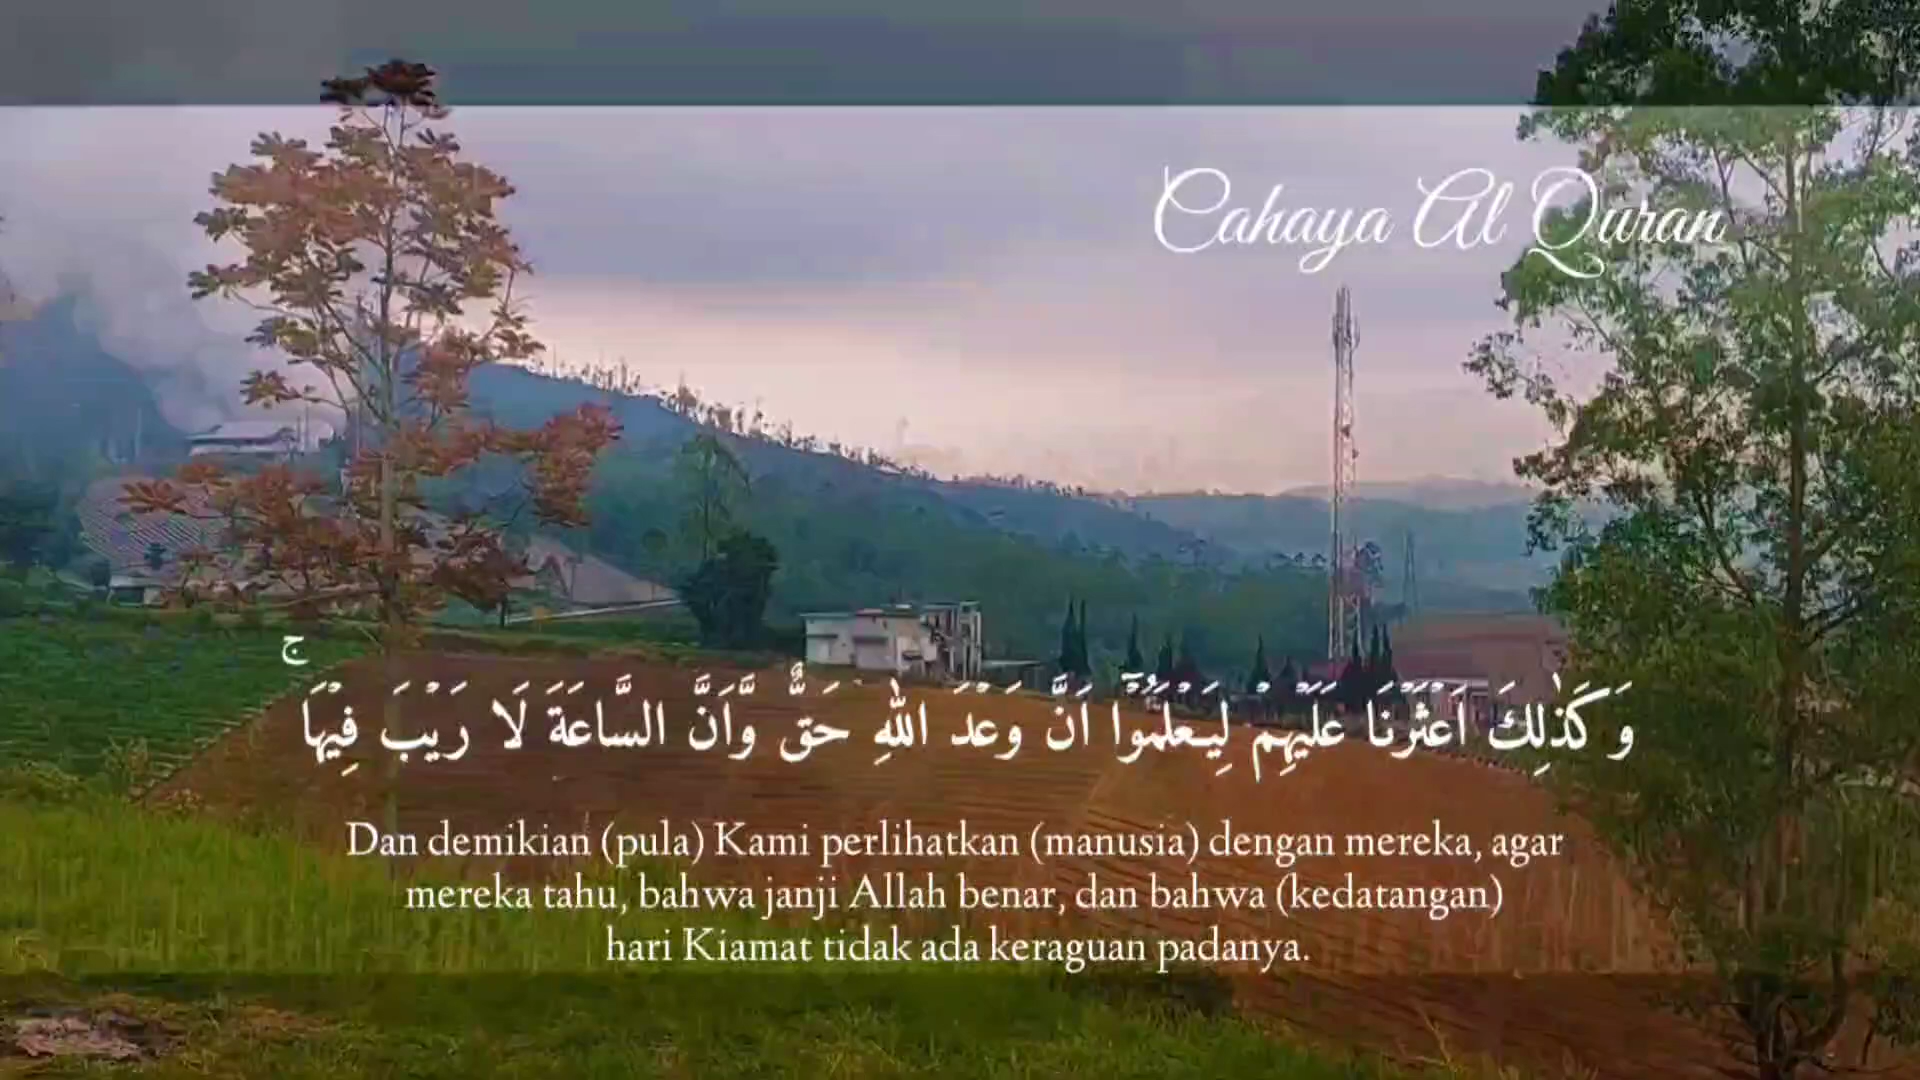 Cahaya Al Quran
وَكَذٰلِكَ اَعْثَرْنَا عَلَيْهِمْ لِيَعْلَمُوْٓا اَنَّ وَعْدَ اللّٰهِ حَقٌّ وَّاَنَّ السَّاعَةَ لَا رَيْبَ فِيْهَاۚ
Dan demikian (pula) Kami perlihatkan (manusia) dengan mereka, agar
mereka tahu, bahwa janji Allah benar, dan bahwa (kedatangan)
hari Kiamat tidak ada keraguan padanya.